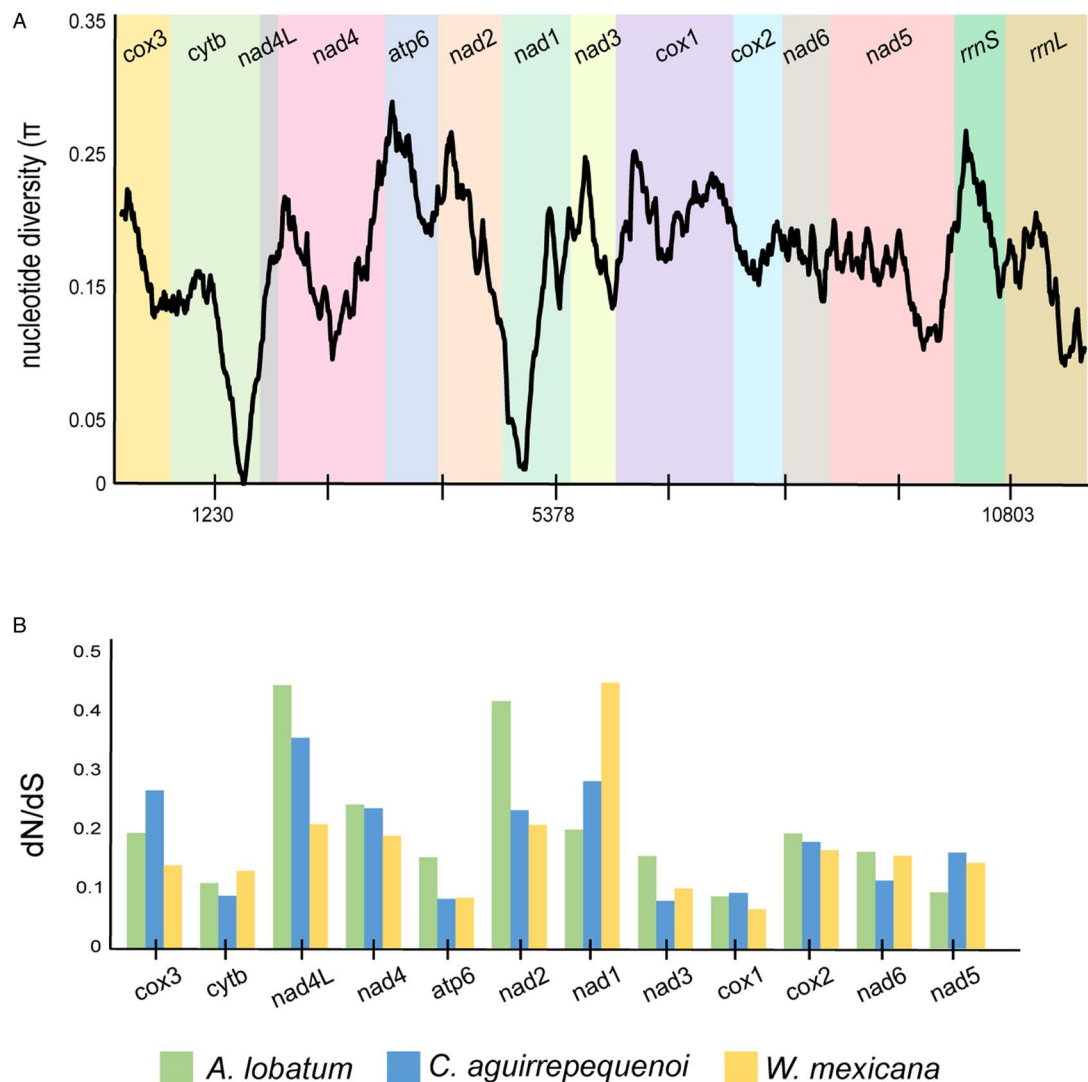 A
0.35
cox3 cytb nad4L nad4 atp6 nad2 nad1 nad3 cox1 cox2 nad6 nad5 rrnS rrnL
nucleotide diversity (π
0.25
0.15
0.05
0
1230 5378 10803
B
0.5
0.4
0.3
dN/dS
0.2
0.1
0
cox3 cytb nad4L nad4 atp6 nad2 nad1 nad3 cox1 cox2 nad6 nad5
A. lobatum C. aguirrepequenoi W. mexicana